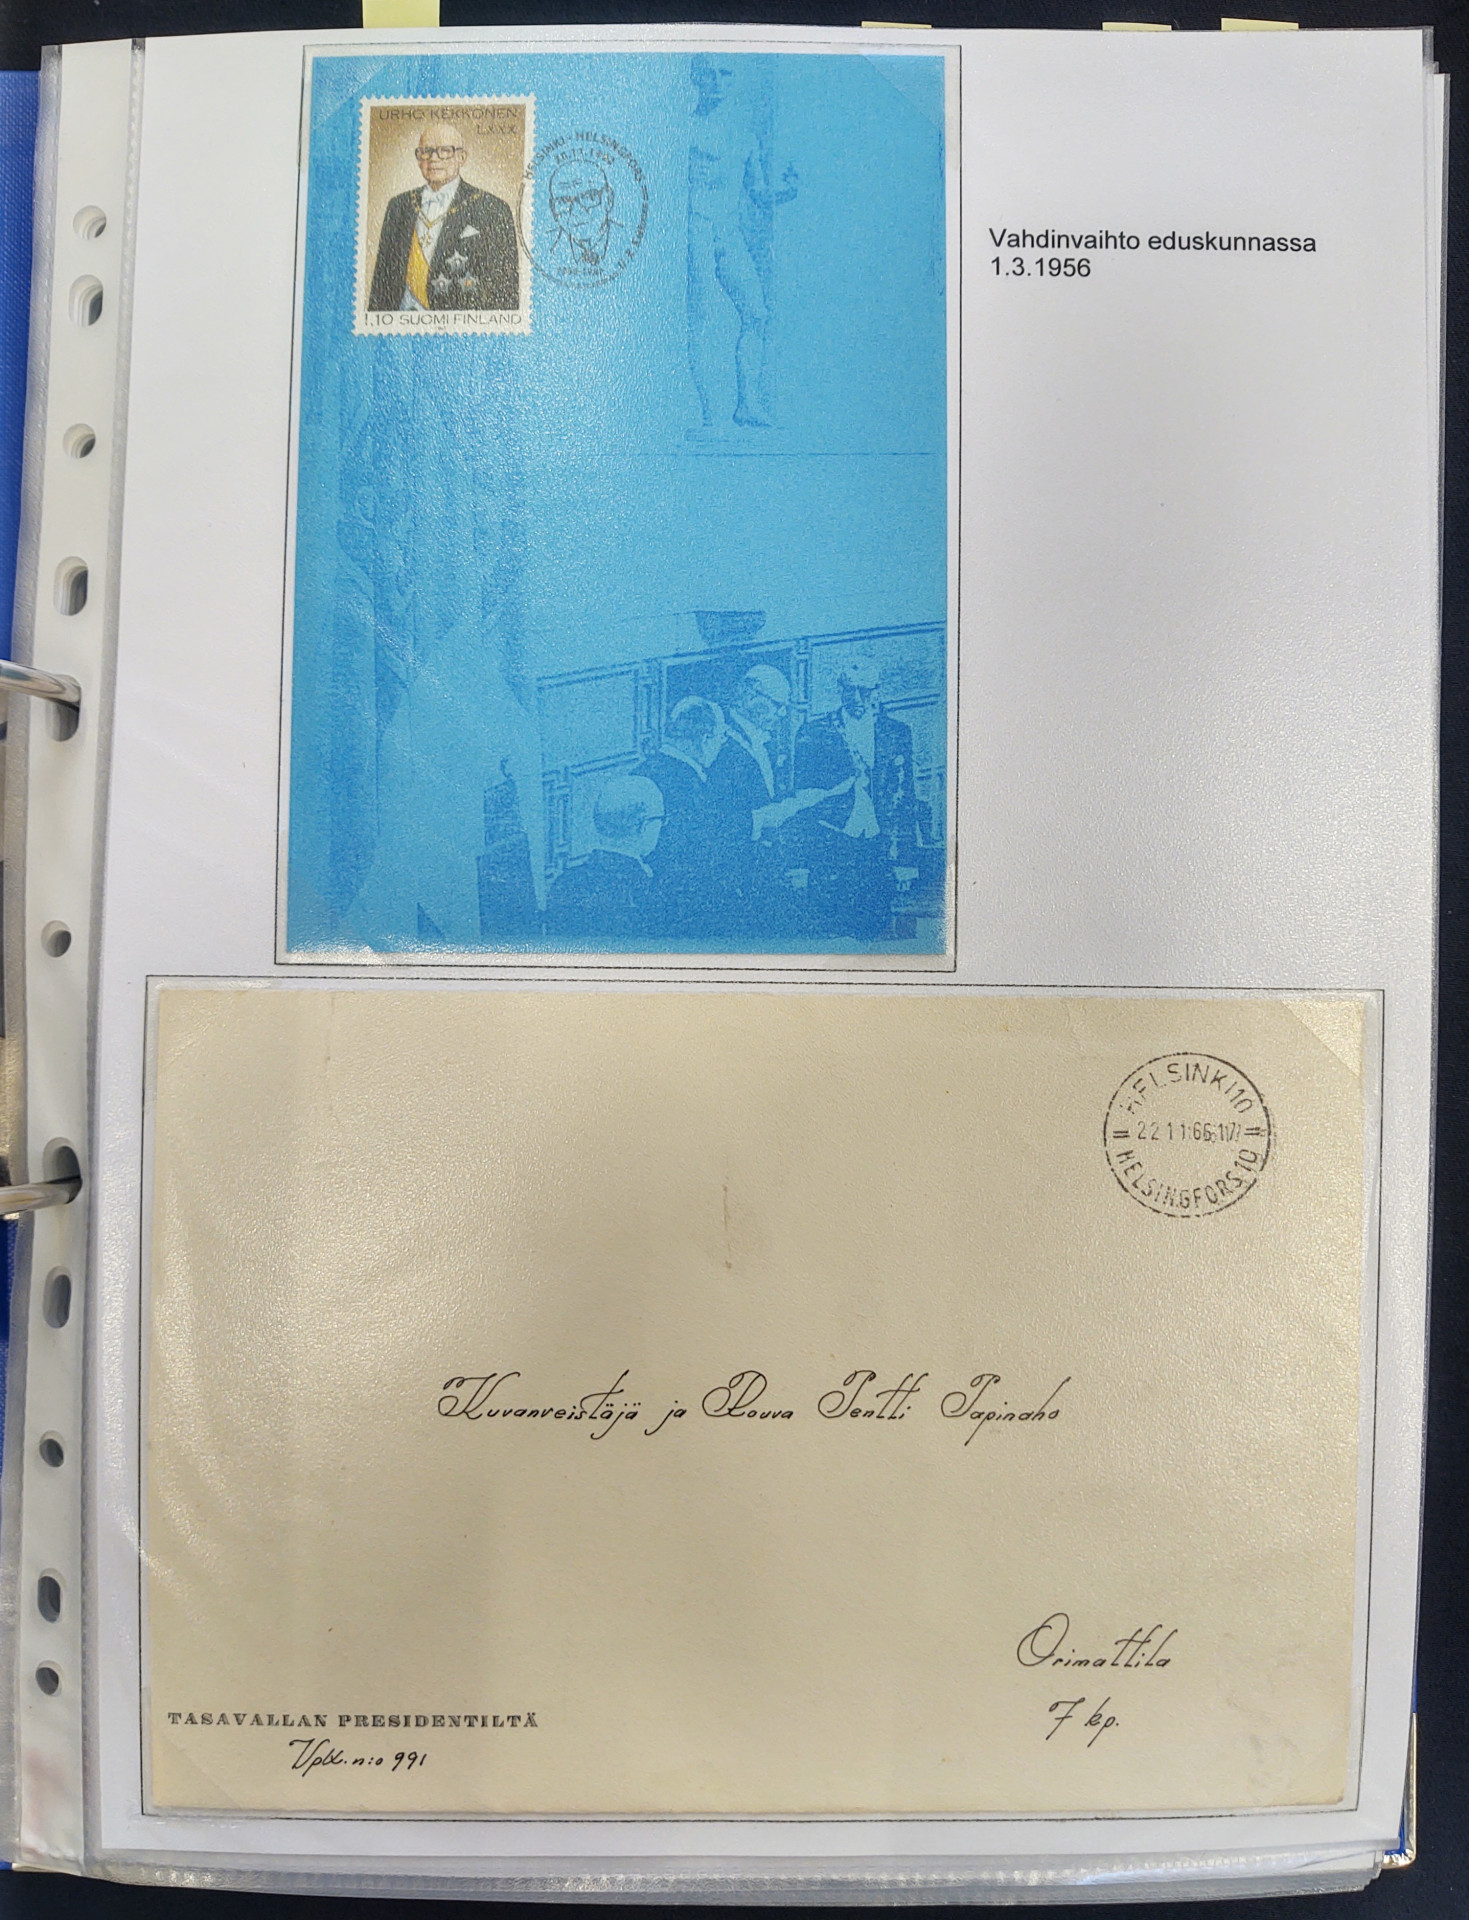 URHO KEKKONEN
LXXX
1,10 SUOMI FINLAND
HELSINKI - HELSINGFORS
Vahdinvaihto eduskunnassa
1.3.1956
HELSINKI 10
22 11 66 17
HELSINGFORS 10
Kuvanveistäjä ja Rouva Pentti Papinaho
Orimattila
7 kp.
TASAVALLAN PRESIDENTILTÄ
Vpk. n:o 991